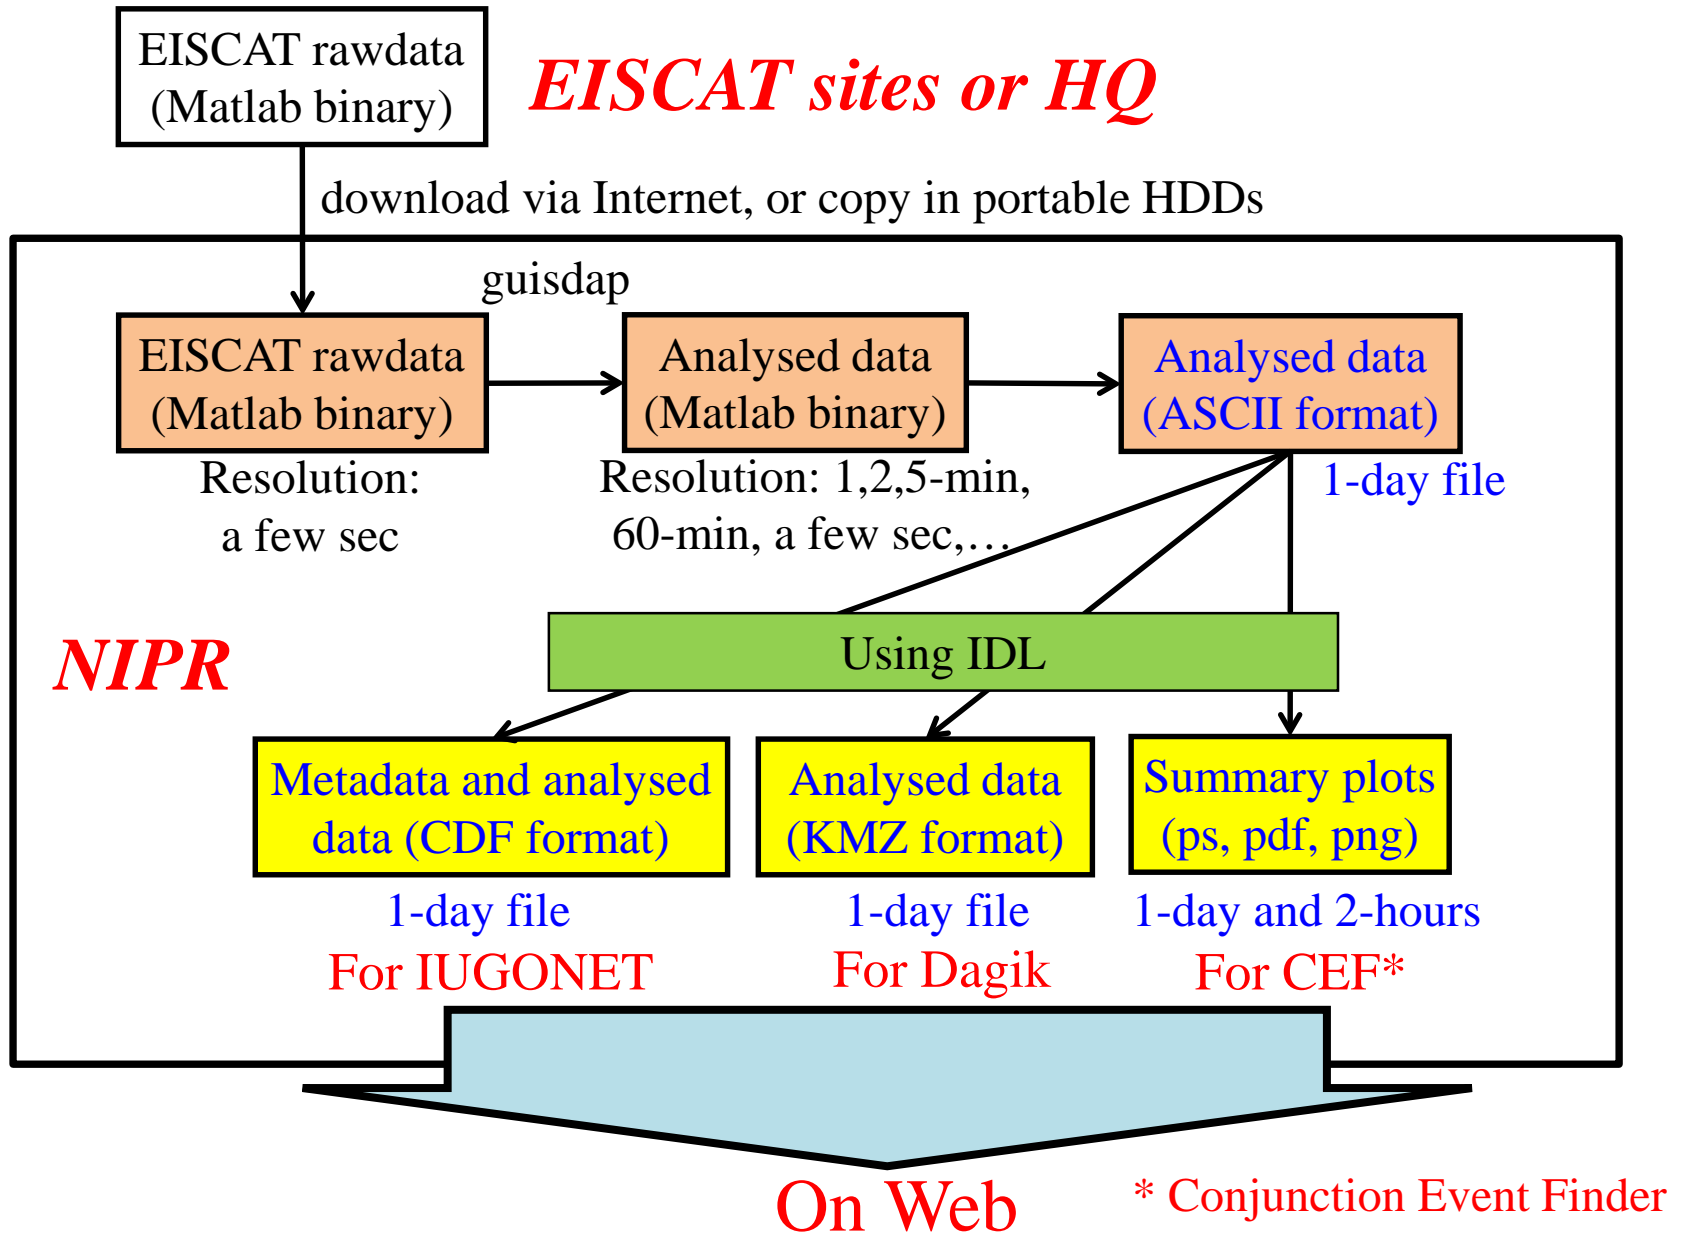 EISCAT rawdata
(Matlab binary)
EISCAT sites or HQ
download via Internet, or copy in portable HDDs
guisdap
EISCAT rawdata
(Matlab binary)
Resolution:
a few sec
Analysed data
(Matlab binary)
Resolution: 1,2,5-min,
60-min, a few sec,…
Analysed data
(ASCII format)
1-day file
NIPR
Using IDL
Metadata and analysed
data (CDF format)
1-day file
For IUGONET
Analysed data
(KMZ format)
1-day file
For Dagik
Summary plots
(ps, pdf, png)
1-day and 2-hours
For CEF*
On Web
* Conjunction Event Finder